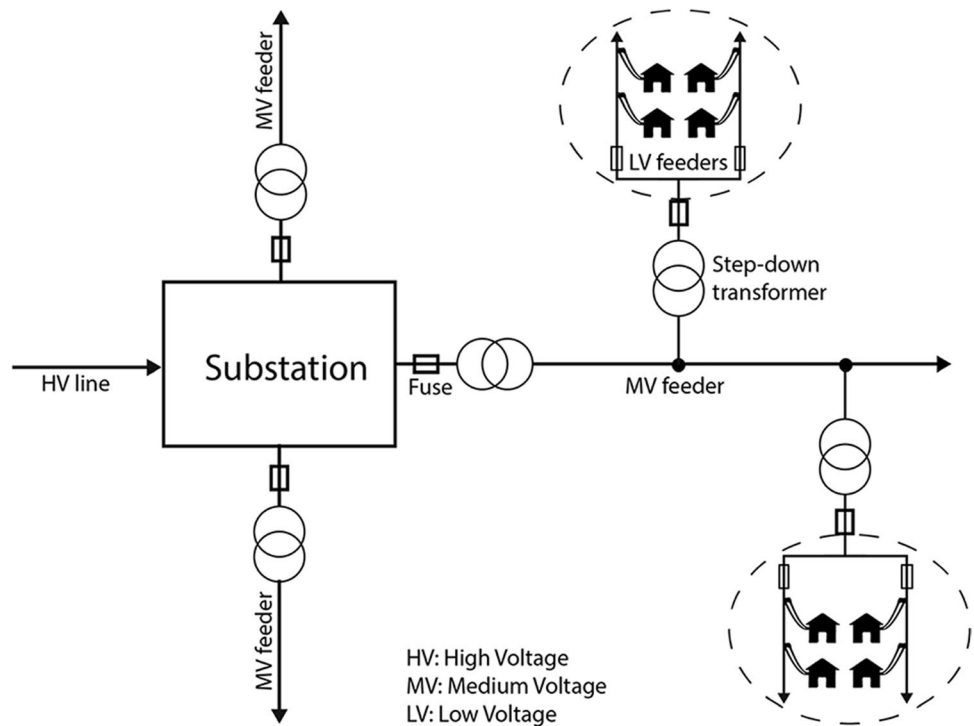 MV feeder
LV feeders
Step-down
transformer
HV line
Substation
Fuse
MV feeder
MV feeder
HV: High Voltage
MV: Medium Voltage
LV: Low Voltage